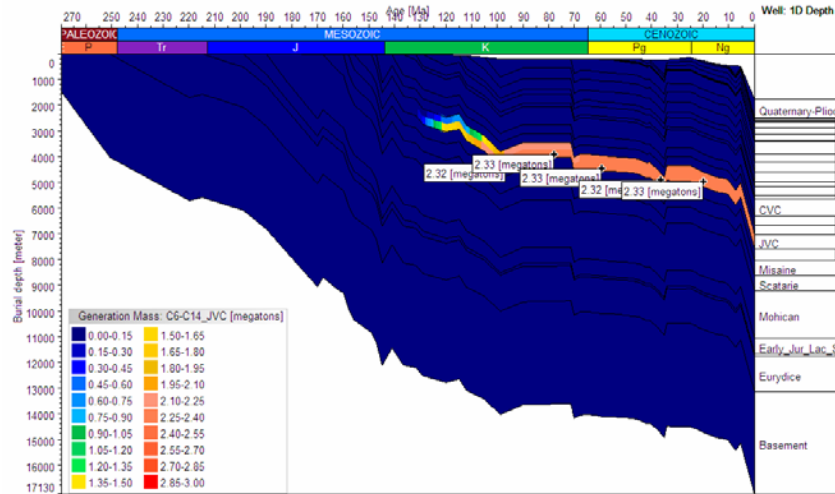 Age [Ma]
Well: 1D Depth
270 250 240 230 220 210 200 190 180 170 160 150 140 130 120 110 100 90 80 70 60 50 40 30 20 10 0
PALEOZOIC MESOZOIC CENOZOIC
P Tr J K Pg Ng
Burial depth [meter]
0
1000
2000
3000
4000
5000
6000
7000
8000
9000
10000
11000
12000
13000
14000
15000
16000
17130
2.32 [megatons]
2.33 [megatons]
2.33 [megatons]
2.32 [me
2.33 [megatons]
Quaternary-Plioc
CVC
JVC
Misaine
Scatarie
Mohican
Early_Jur_Lac_S
Eurydice
Basement
Generation Mass: C6-C14_JVC [megatons]
0.00-0.15 1.50-1.65
0.15-0.30 1.65-1.80
0.30-0.45 1.80-1.95
0.45-0.60 1.95-2.10
0.60-0.75 2.10-2.25
0.75-0.90 2.25-2.40
0.90-1.05 2.40-2.55
1.05-1.20 2.55-2.70
1.20-1.35 2.70-2.85
1.35-1.50 2.85-3.00